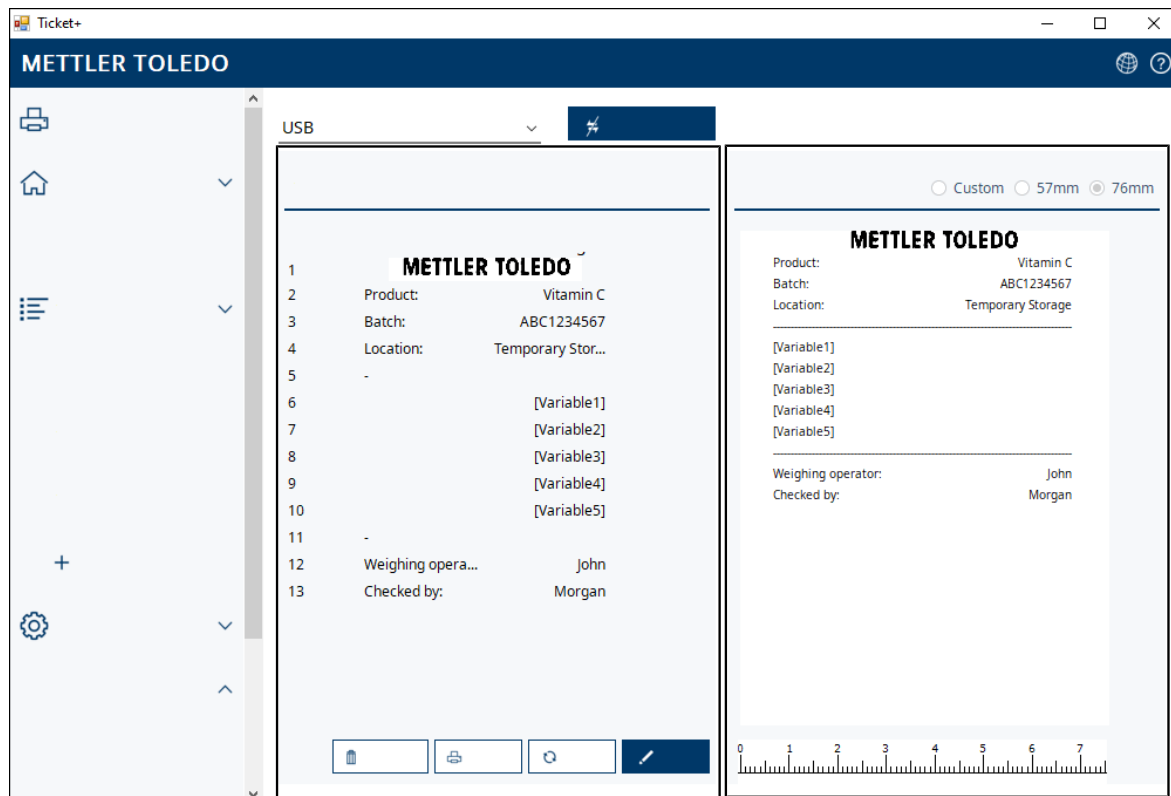 Ticket+
METTLER TOLEDO
USB
1 METTLER TOLEDO
2 Product: Vitamin C
3 Batch: ABC1234567
4 Location: Temporary Stor...
5 -
6 [Variable1]
7 [Variable2]
8 [Variable3]
9 [Variable4]
10 [Variable5]
11 -
12 Weighing opera... John
13 Checked by: Morgan
Custom 57mm 76mm
METTLER TOLEDO
Product: Vitamin C
Batch: ABC1234567
Location: Temporary Storage
[Variable1]
[Variable2]
[Variable3]
[Variable4]
[Variable5]
Weighing operator: John
Checked by: Morgan
0 1 2 3 4 5 6 7